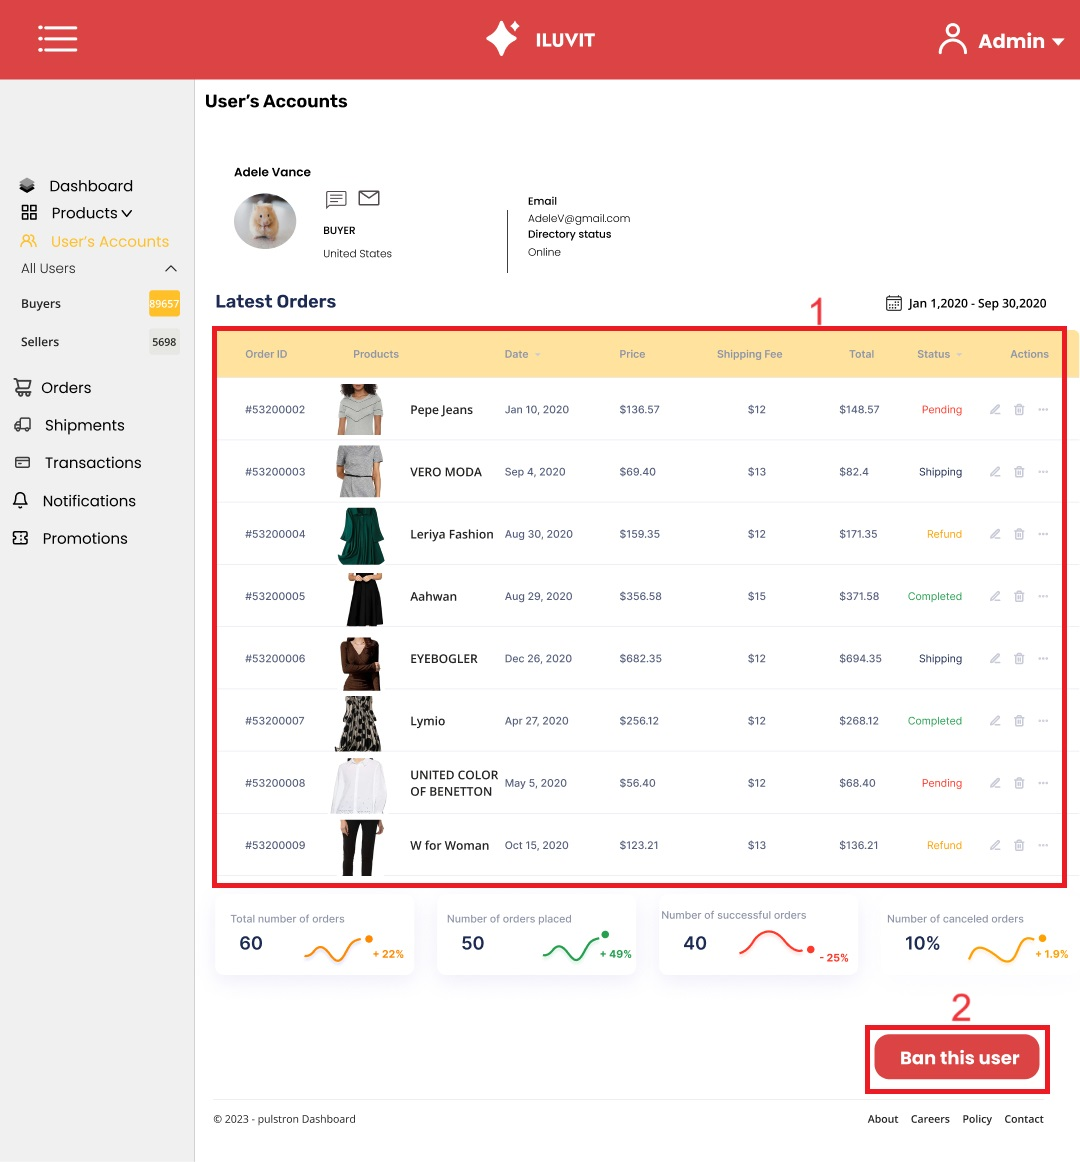 ILUVIT
Admin
User's Accounts
Dashboard
Products
User's Accounts
All Users
Buyers 89657
Sellers 5698
Orders
Shipments
Transactions
Notifications
Promotions
Adele Vance
BUYER
United States
Email
AdeleV@gmail.com
Directory status
Online
Latest Orders
1
Jan 1,2020 - Sep 30,2020
Order ID Products Date Price Shipping Fee Total Status Actions
#53200002 Pepe Jeans Jan 10, 2020 $136.57 $12 $148.57 Pending
#53200003 VERO MODA Sep 4, 2020 $69.40 $13 $82.4 Shipping
#53200004 Leriya Fashion Aug 30, 2020 $159.35 $12 $171.35 Refund
#53200005 Aahwan Aug 29, 2020 $356.58 $15 $371.58 Completed
#53200006 EYEBOGLER Dec 26, 2020 $682.35 $12 $694.35 Shipping
#53200007 Lymio Apr 27, 2020 $256.12 $12 $268.12 Completed
#53200008 UNITED COLOR
OF BENETTON May 5, 2020 $56.40 $12 $68.40 Pending
#53200009 W for Woman Oct 15, 2020 $123.21 $13 $136.21 Refund
Total number of orders
60
+ 22%
Number of orders placed
50
+ 49%
Number of successful orders
40
- 25%
Number of canceled orders
10%
+ 1.9%
2
Ban this user
© 2023 - pulstron Dashboard
About Careers Policy Contact